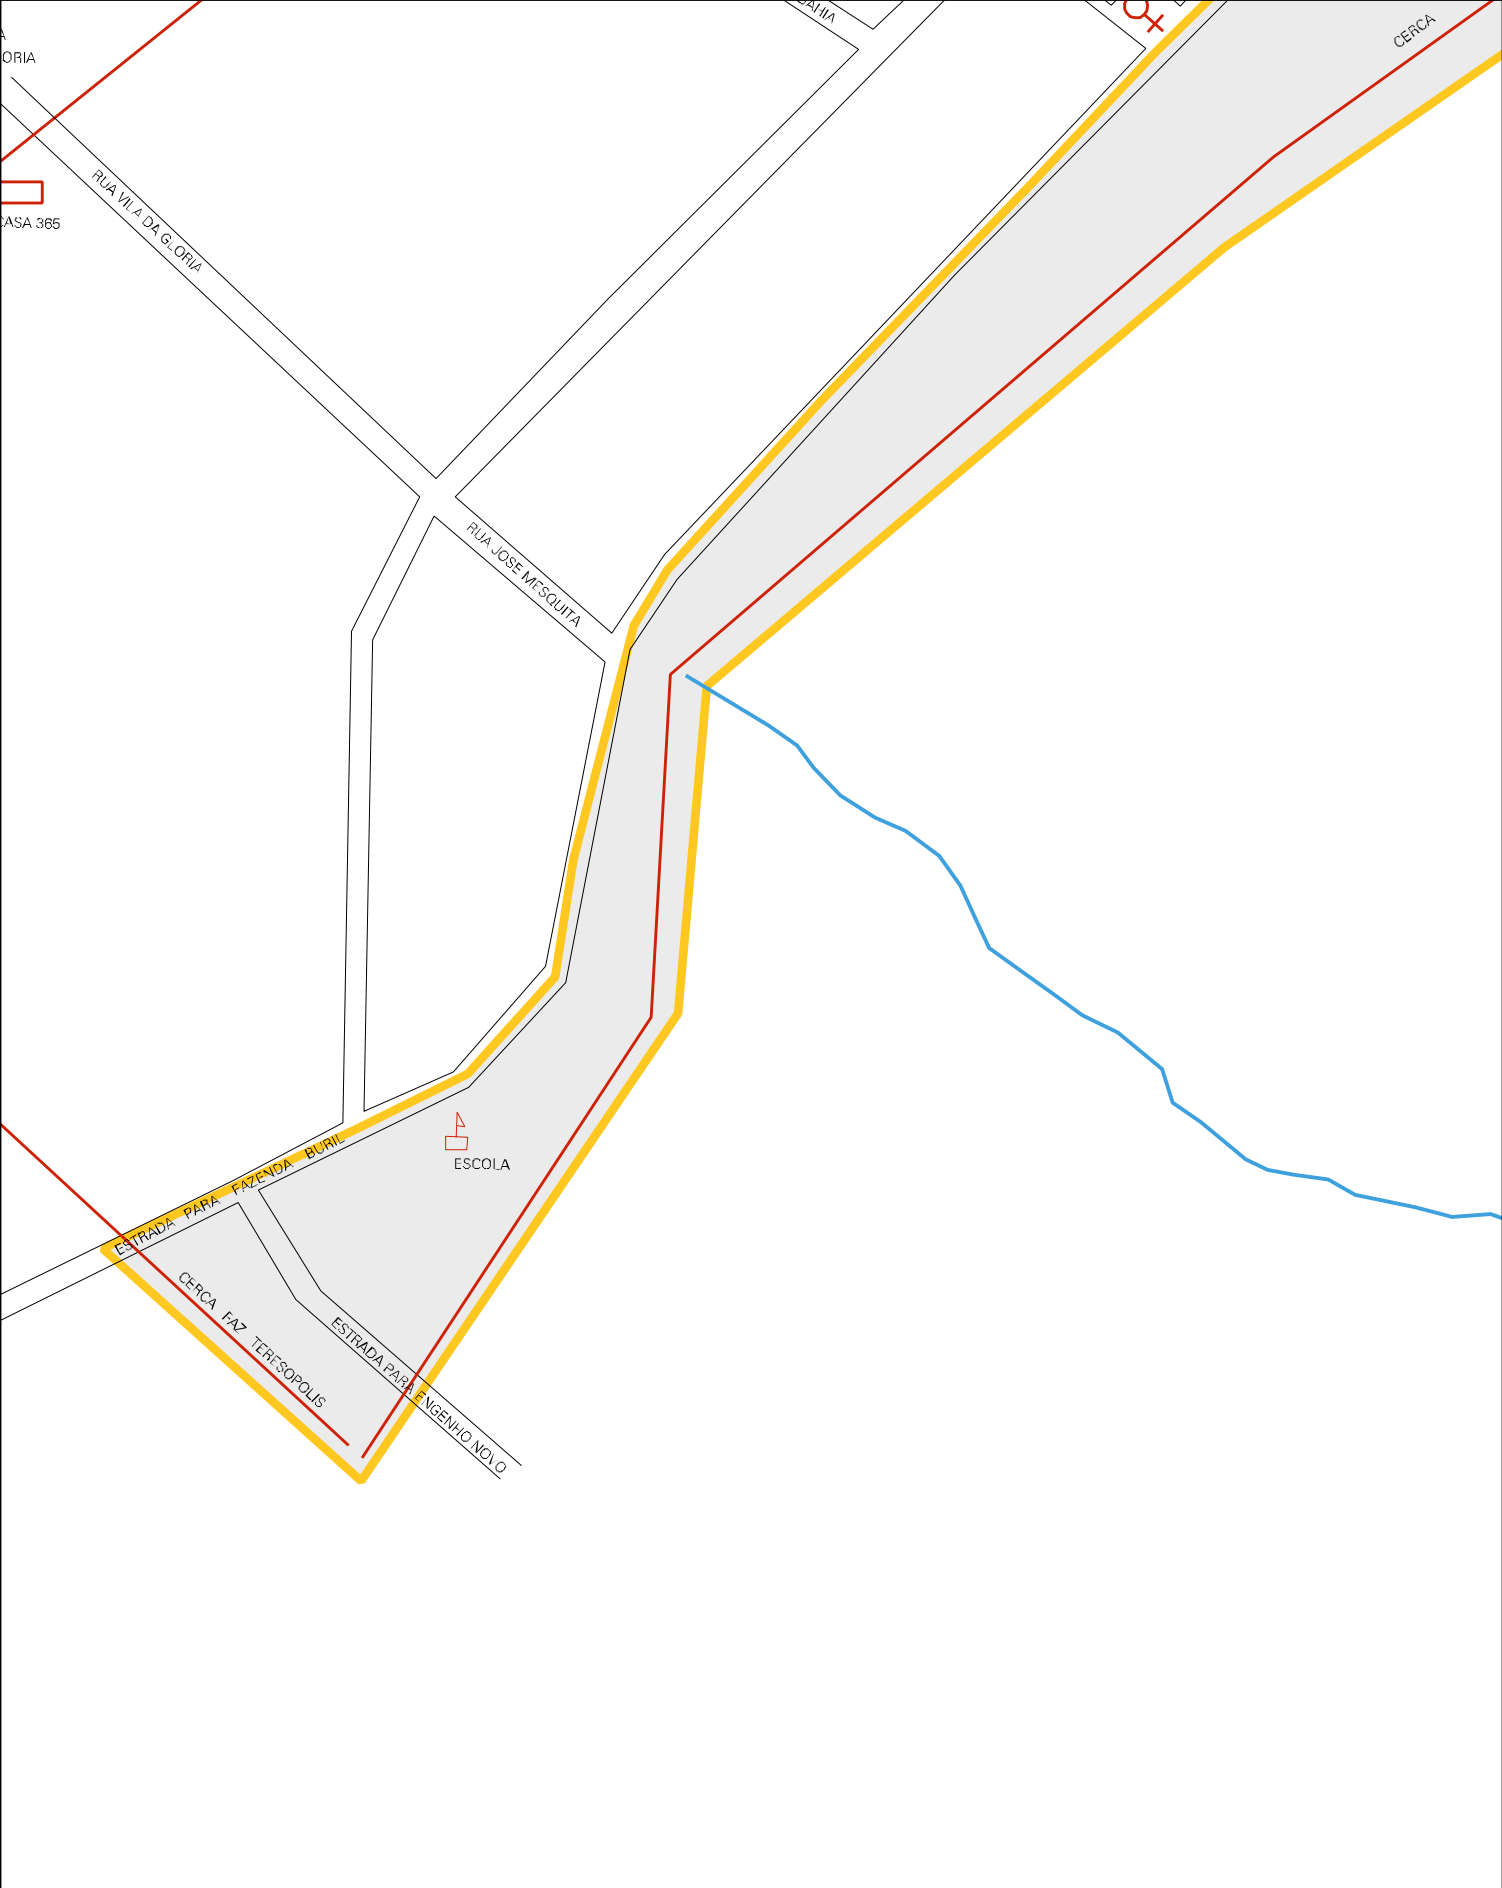 BAHIA
CERCA
A
ORIA
RUA VILA DA GLORIA
CASA 365
RUA JOSE MESQUITA
ESTRADA PARA FAZENDA BURIL
ESCOLA
CERCA FAZ TERESOPOLIS
ESTRADA PARA ENGENHO NOVO